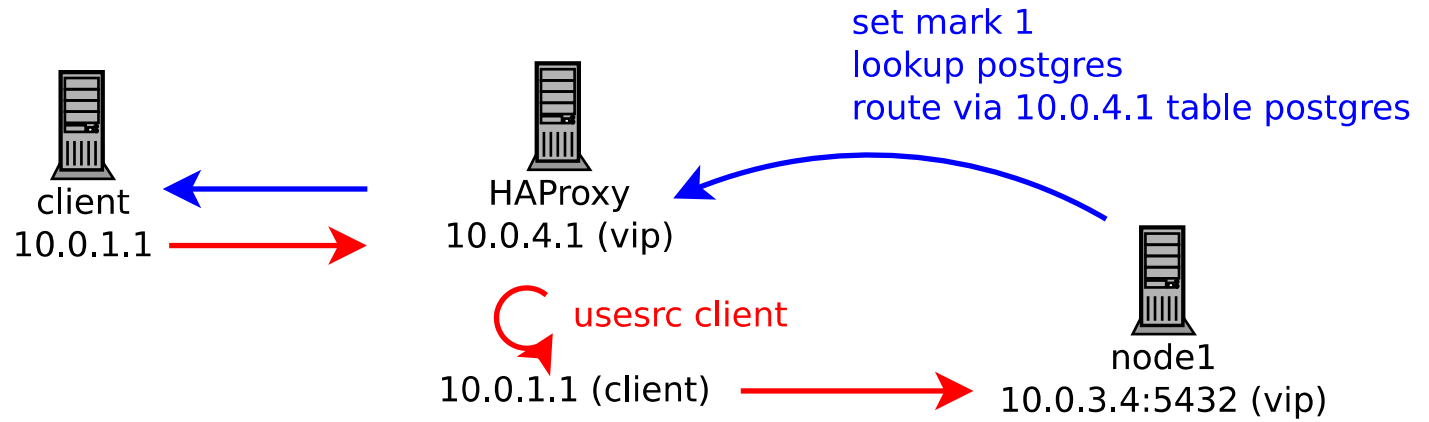 set mark 1
lookup postgres
route via 10.0.4.1 table postgres
client
10.0.1.1
HAProxy
10.0.4.1 (vip)
usesrc client
10.0.1.1 (client)
node1
10.0.3.4:5432 (vip)